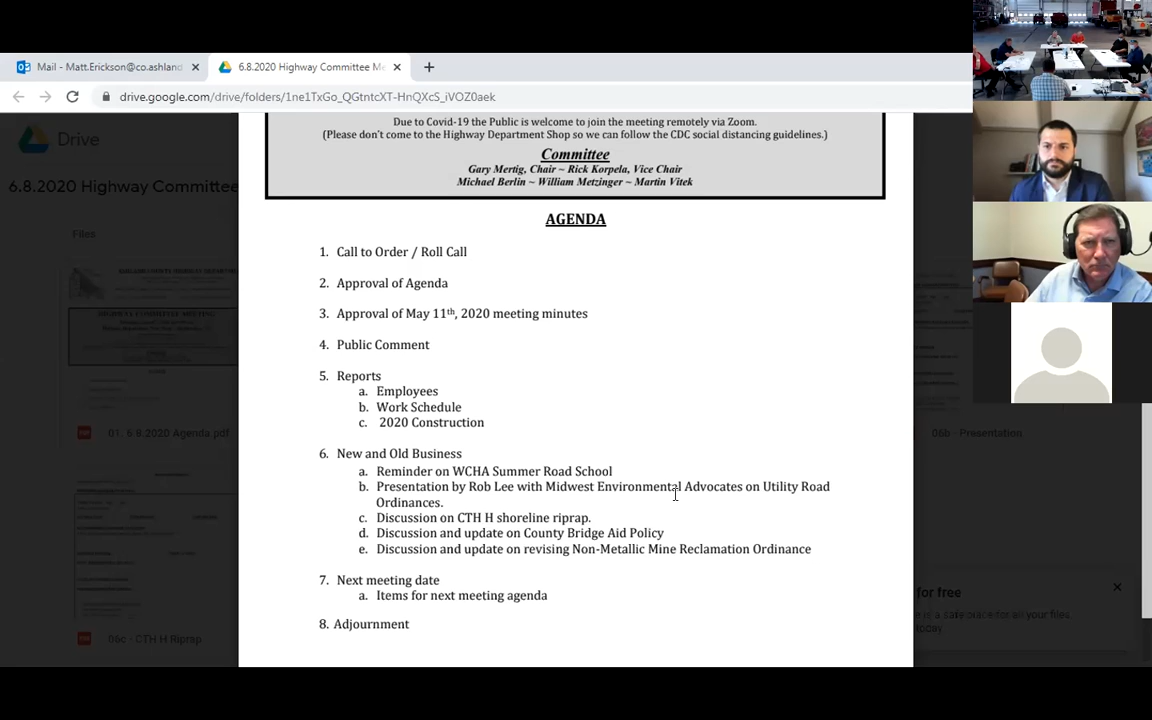 Mail - Matt.Erickson@co.ashland
6.8.2020 Highway Committee Me
drive.google.com/drive/folders/1ne1TxGo_QGtntcXT-HnQXcS_iVOZ0aek
Drive
6.8.2020 Highway Committee
Files
01. 6.8.2020 Agenda.pdf
06c - CTH H Riprap
06b - Presentation
for free
Due to Covid-19 the Public is welcome to join the meeting remotely via Zoom.
(Please don't come to the Highway Department Shop so we can follow the CDC social distancing guidelines.)
Committee
Gary Mertig, Chair ~ Rick Korpela, Vice Chair
Michael Berlin ~ William Metzinger ~ Martin Vitek
AGENDA
1. Call to Order / Roll Call
2. Approval of Agenda
3. Approval of May 11th, 2020 meeting minutes
4. Public Comment
5. Reports
a. Employees
b. Work Schedule
c. 2020 Construction
6. New and Old Business
a. Reminder on WCHA Summer Road School
b. Presentation by Rob Lee with Midwest Environmental Advocates on Utility Road
Ordinances.
c. Discussion on CTH H shoreline riprap.
d. Discussion and update on County Bridge Aid Policy
e. Discussion and update on revising Non-Metallic Mine Reclamation Ordinance
7. Next meeting date
a. Items for next meeting agenda
8. Adjournment